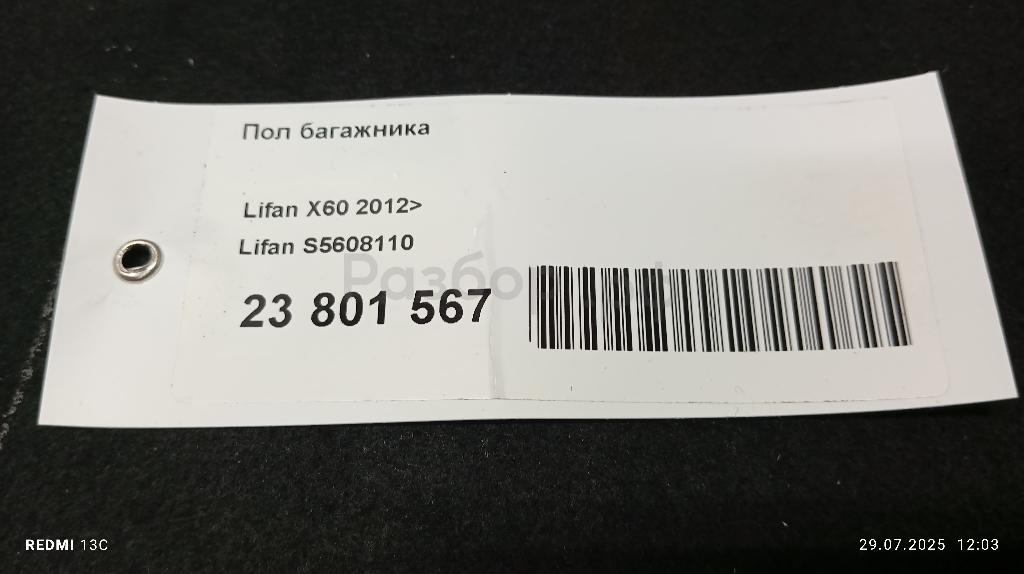 Пол багажника
Lifan X60 2012>
Lifan S5608110
23 801 567
REDMI 13C
29.07.2025 12:03